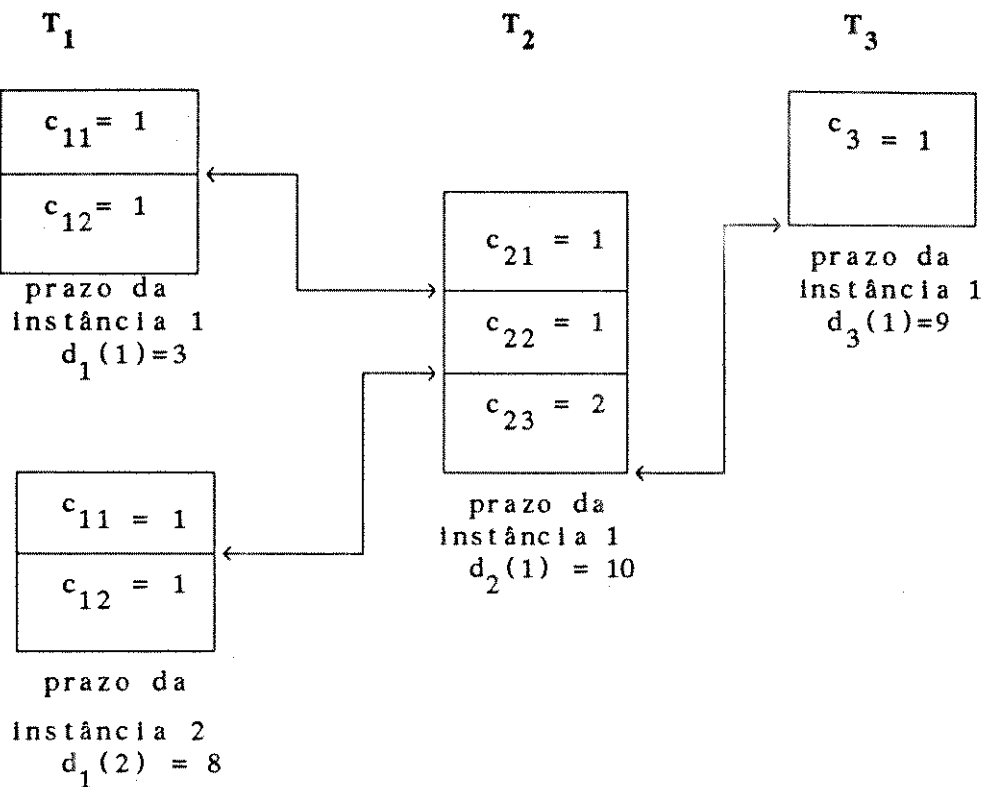 T1 T2 T3
c11= 1
c12= 1
prazo da
instância 1
d1(1)=3
c11 = 1
c12 = 1
prazo da
instância 2
d1(2) = 8
c21 = 1
c22 = 1
c23 = 2
prazo da
instância 1
d2(1) = 10
c3 = 1
prazo da
instância 1
d3(1)=9